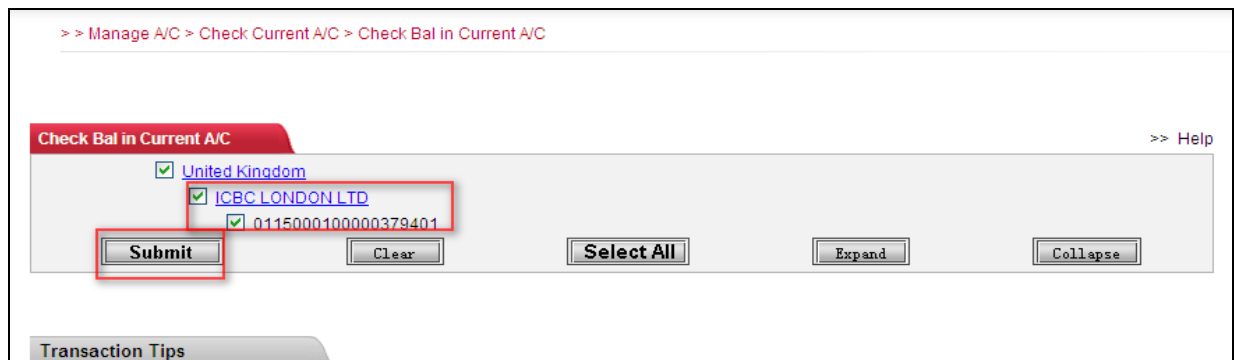 > > Manage A/C > Check Current A/C > Check Bal in Current A/C
Check Bal in Current A/C
>> Help
United Kingdom
ICBC LONDON LTD
0115000100000379401
Submit Clear Select All Expand Collapse
Transaction Tips